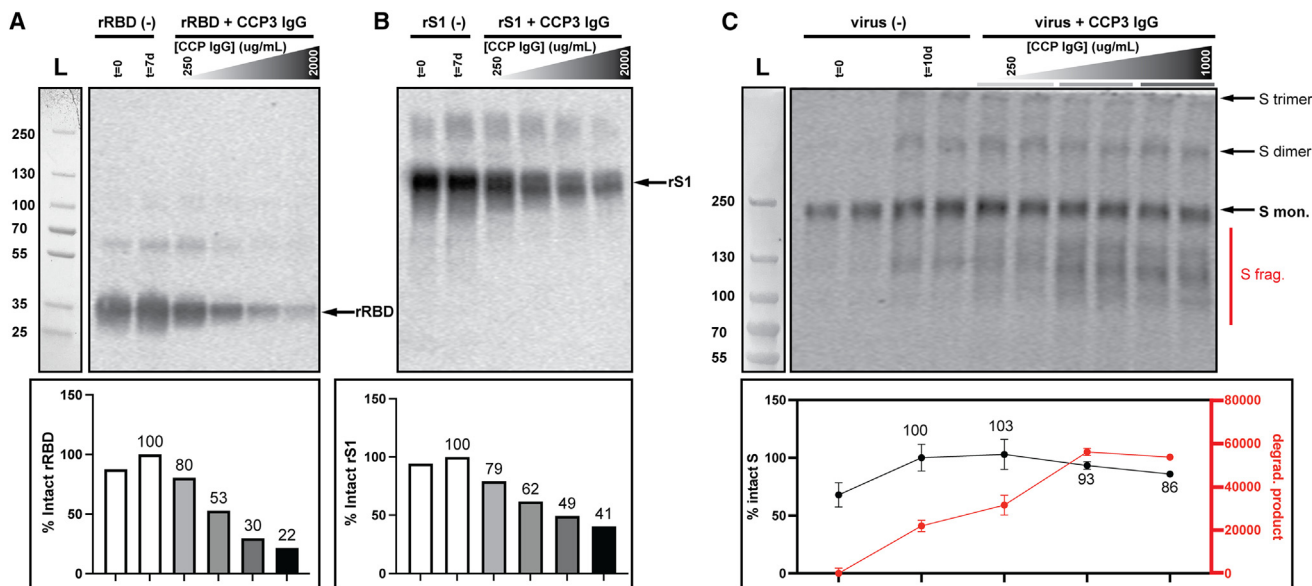 A
rRBD (-)
rRBD + CCP3 IgG
[CCP IgG] (ug/mL)
L
t=0
t=7d
250
2000
250
130
100
70
55
35
25
rRBD
150
100
50
0
% Intact rRBD
100
80
53
30
22
B
rS1 (-)
rS1 + CCP3 IgG
[CCP IgG] (ug/mL)
t=0
t=7d
250
2000
rS1
150
100
50
0
% Intact rS1
100
79
62
49
41
C
virus (-)
virus + CCP3 IgG
[CCP IgG] (ug/mL)
L
t=0
t=10d
250
1000
S trimer
S dimer
250
S mon.
130
S frag.
100
70
55
150
100
50
0
% intact S
100
103
93
86
80000
60000
40000
20000
0
degrad. product